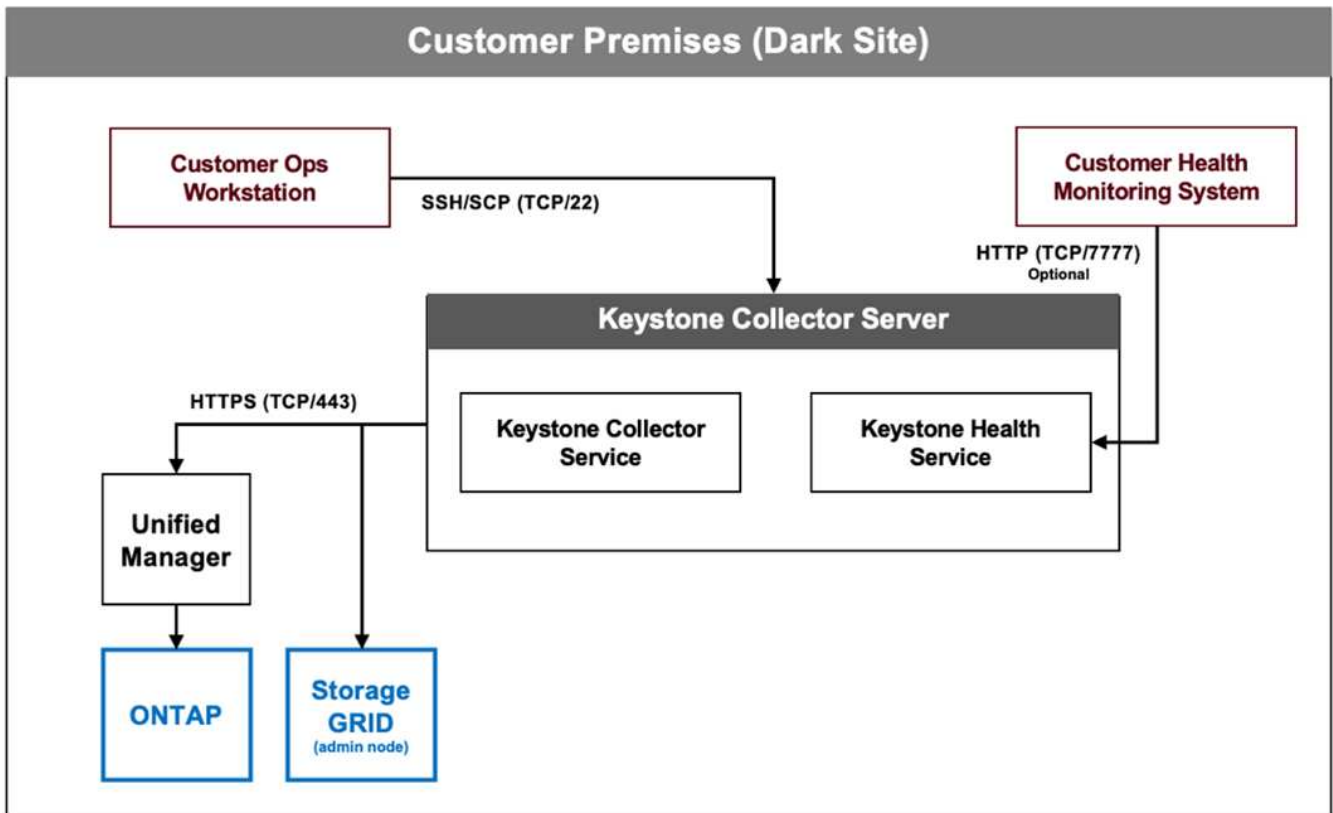 Customer Premises (Dark Site)
Customer Ops
Workstation
SSH/SCP (TCP/22)
Customer Health
Monitoring System
HTTP (TCP/7777)
Optional
Keystone Collector Server
Keystone Collector
Service
Keystone Health
Service
HTTPS (TCP/443)
Unified
Manager
ONTAP
Storage
GRID
(admin node)